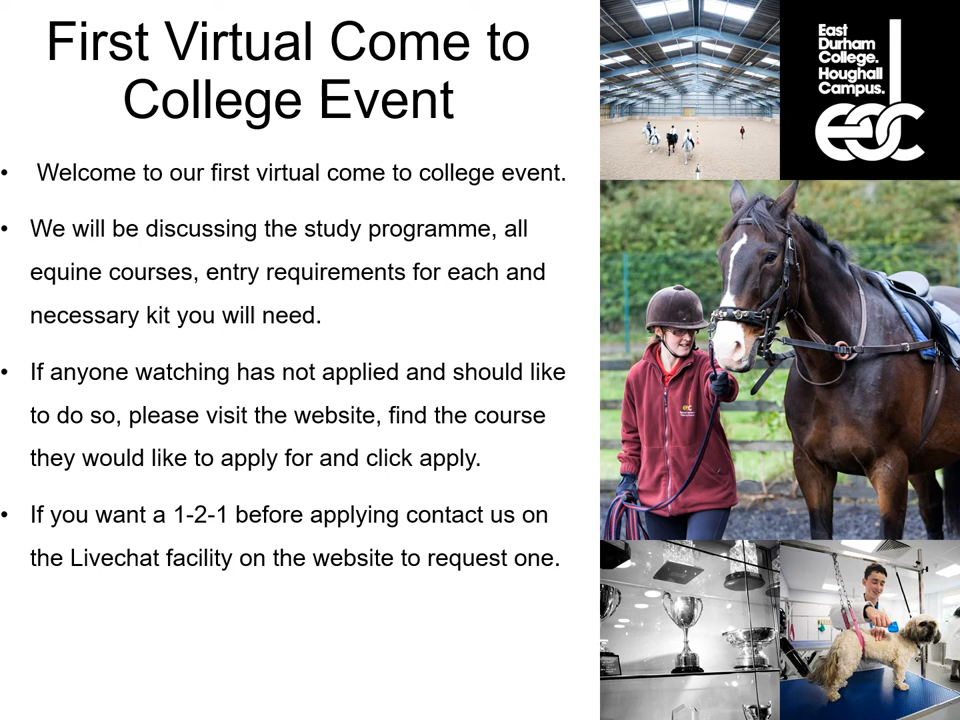 First Virtual Come to
College Event
• Welcome to our first virtual come to college event.
• We will be discussing the study programme, all
equine courses, entry requirements for each and
necessary kit you will need.
• If anyone watching has not applied and should like
to do so, please visit the website, find the course
they would like to apply for and click apply.
• If you want a 1-2-1 before applying contact us on
the Livechat facility on the website to request one.
East
Durham
College.
Houghall
Campus.
edc
edc